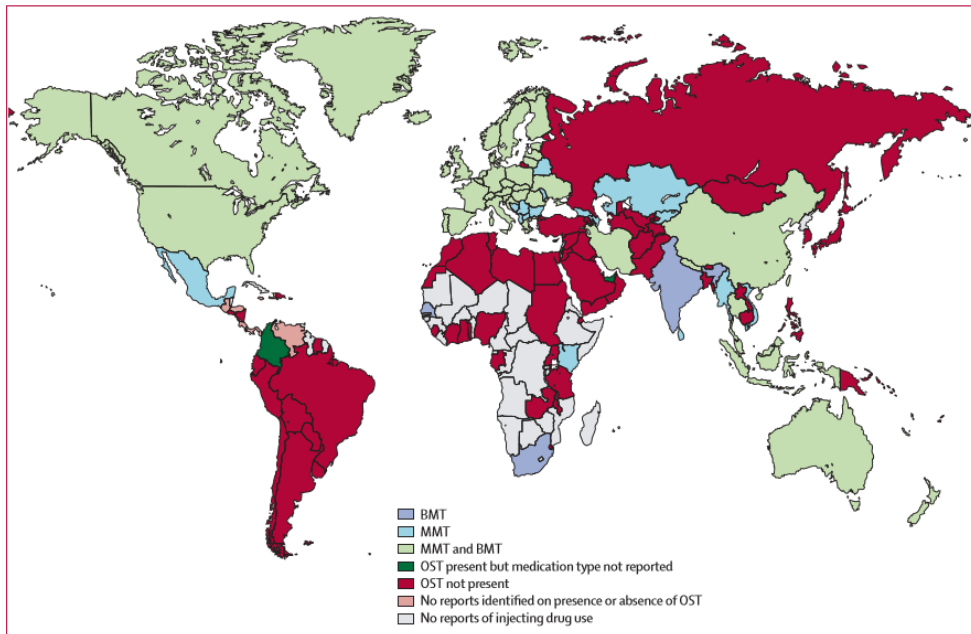 BMT
MMT
MMT and BMT
OST present but medication type not reported
OST not present
No reports identified on presence or absence of OST
No reports of injecting drug use